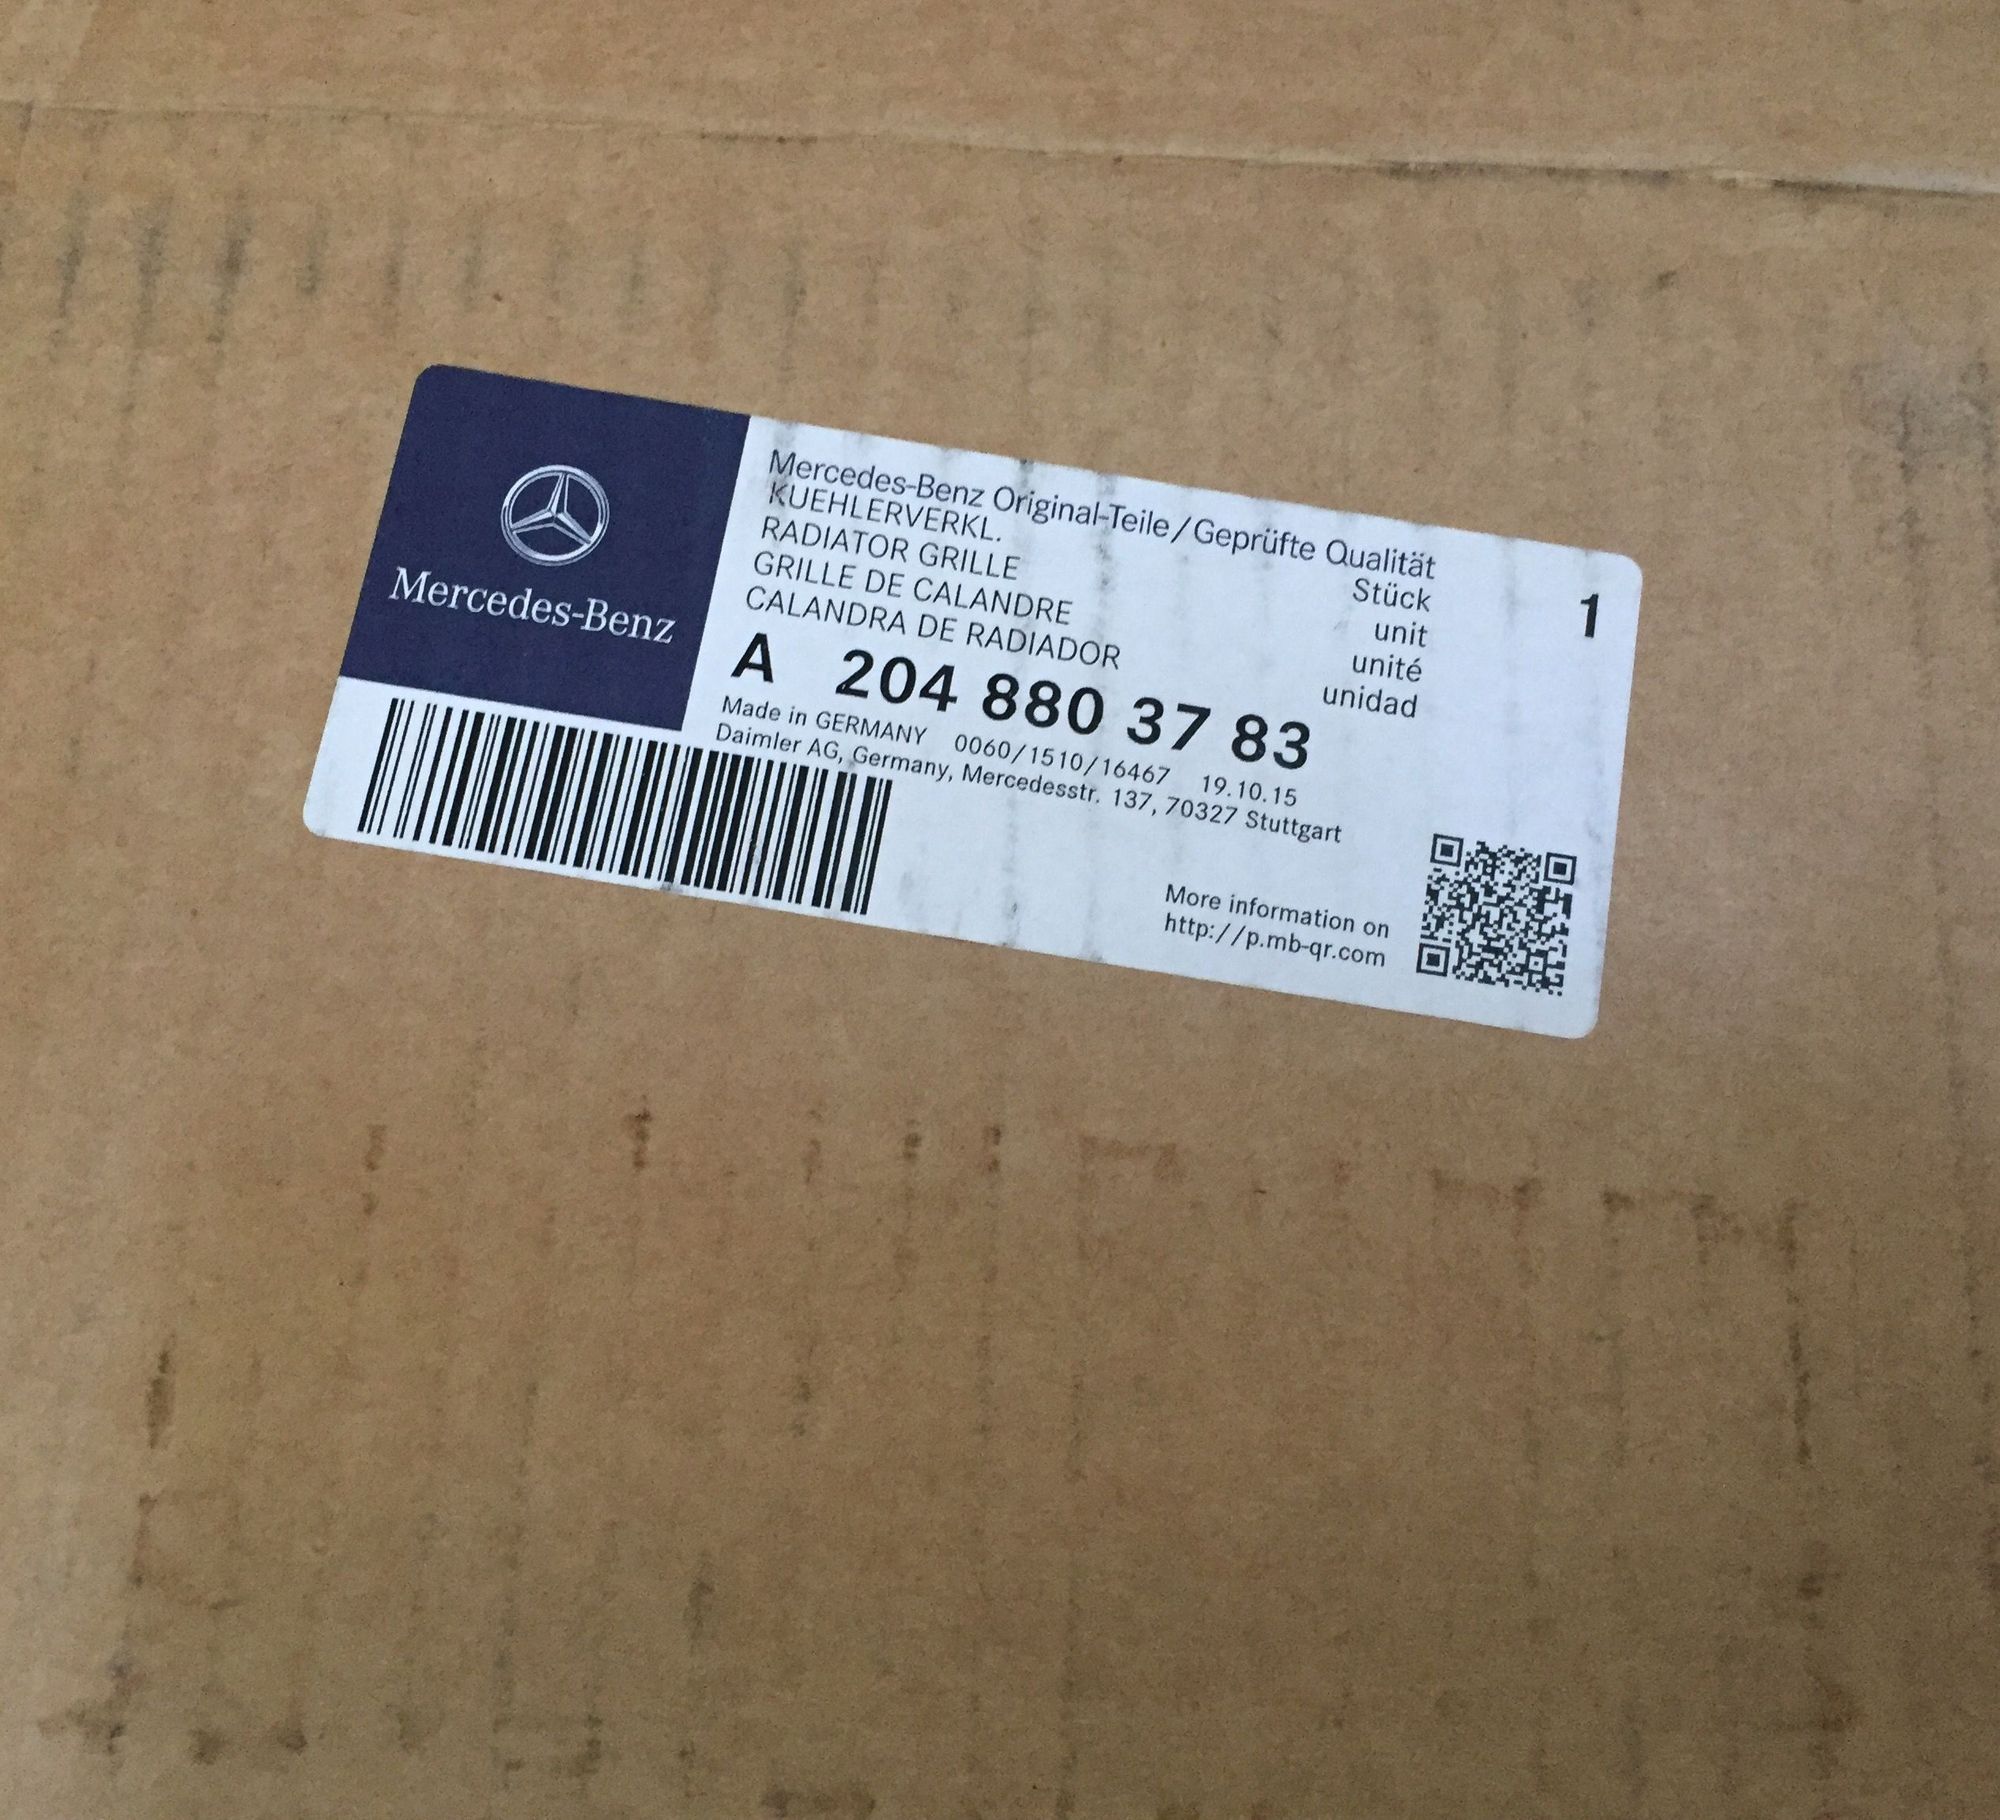 Mercedes-Benz
Mercedes-Benz Original-Teile/Geprüfte Qualität
KUEHLERVERKL.
RADIATOR GRILLE
GRILLE DE CALANDRE
CALANDRA DE RADIADOR
Stück
unit
unité
unidad
1
A 204 880 37 83
Made in GERMANY 0060/1510/16467 19.10.15
Daimler AG, Germany, Mercedesstr. 137, 70327 Stuttgart
More information on
http://p.mb-qr.com